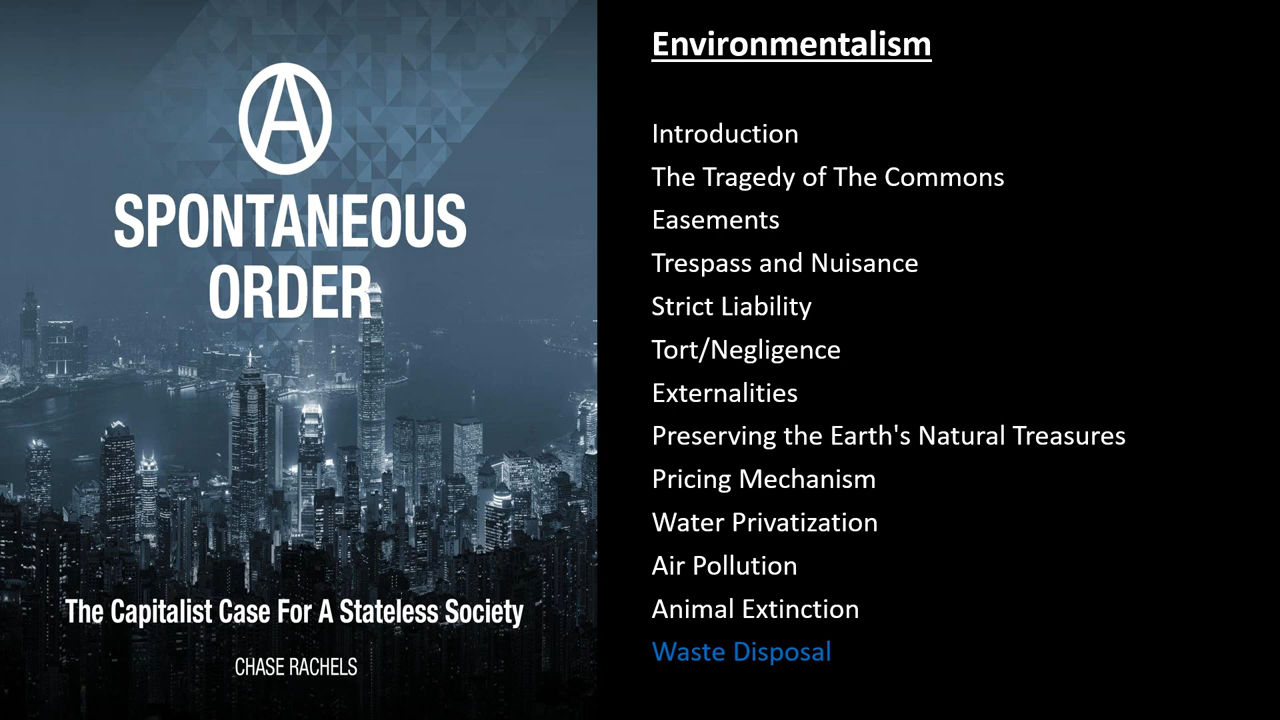 A
SPONTANEOUS
ORDER
The Capitalist Case For A Stateless Society
CHASE RACHELS
Environmentalism
Introduction
The Tragedy of The Commons
Easements
Trespass and Nuisance
Strict Liability
Tort/Negligence
Externalities
Preserving the Earth's Natural Treasures
Pricing Mechanism
Water Privatization
Air Pollution
Animal Extinction
Waste Disposal